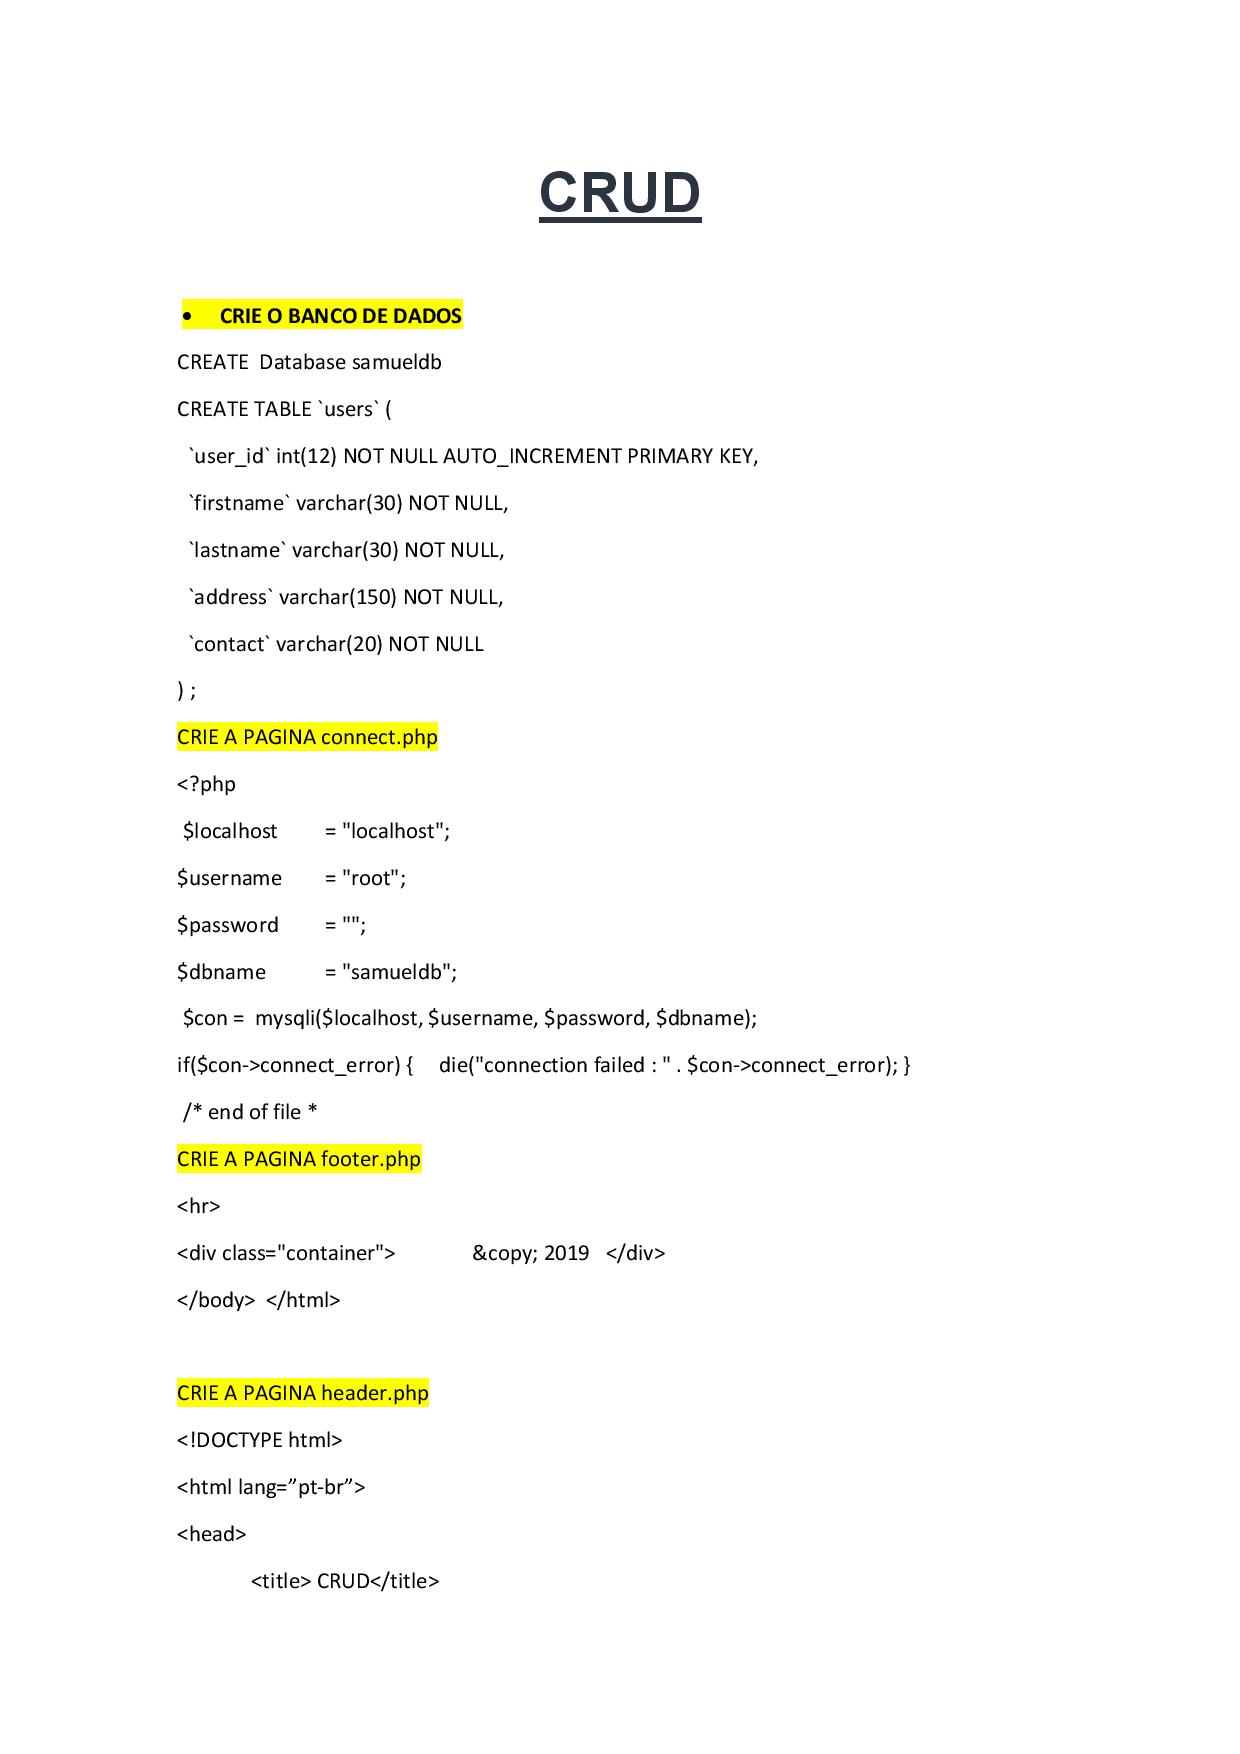 CRUD
• CRIE O BANCO DE DADOS
CREATE  Database samueldb
CREATE TABLE `users` (
`user_id` int(12) NOT NULL AUTO_INCREMENT PRIMARY KEY,
`firstname` varchar(30) NOT NULL,
`lastname` varchar(30) NOT NULL,
`address` varchar(150) NOT NULL,
`contact` varchar(20) NOT NULL
) ;
CRIE A PAGINA connect.php
<?php
$localhost = "localhost";
$username = "root";
$password = "";
$dbname = "samueldb";
$con =  mysqli($localhost, $username, $password, $dbname);
if($con->connect_error) {     die("connection failed : " . $con->connect_error); }
/* end of file *
CRIE A PAGINA footer.php
<hr>
<div class="container"> &copy; 2019   </div>
</body>  </html>
CRIE A PAGINA header.php
<!DOCTYPE html>
<html lang=”pt-br”>
<head>
<title> CRUD</title>